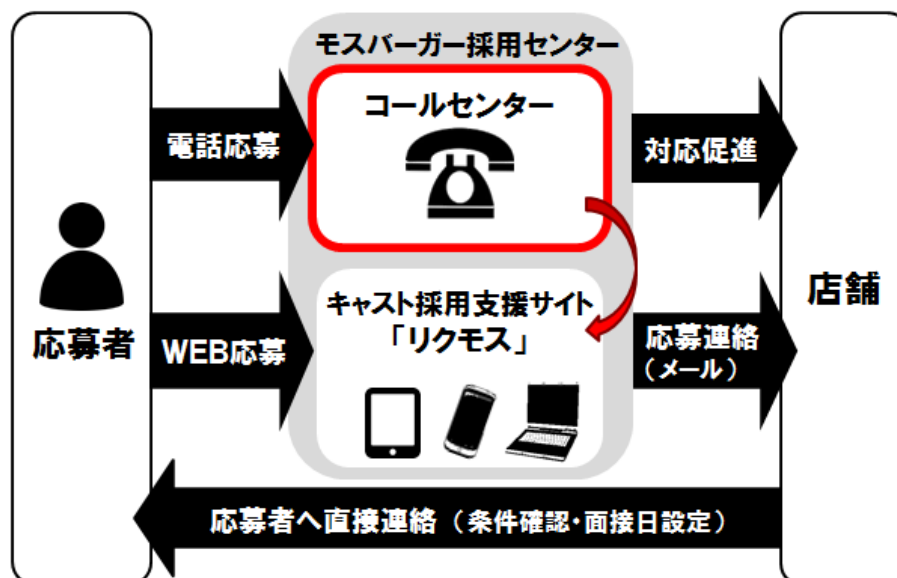 モスバーガー採用センター
コールセンター
電話応募
対応促進
応募者
キャスト採用支援サイト
「リクモス」
WEB応募
応募連絡
（メール）
店舗
応募者へ直接連絡（条件確認・面接日設定）